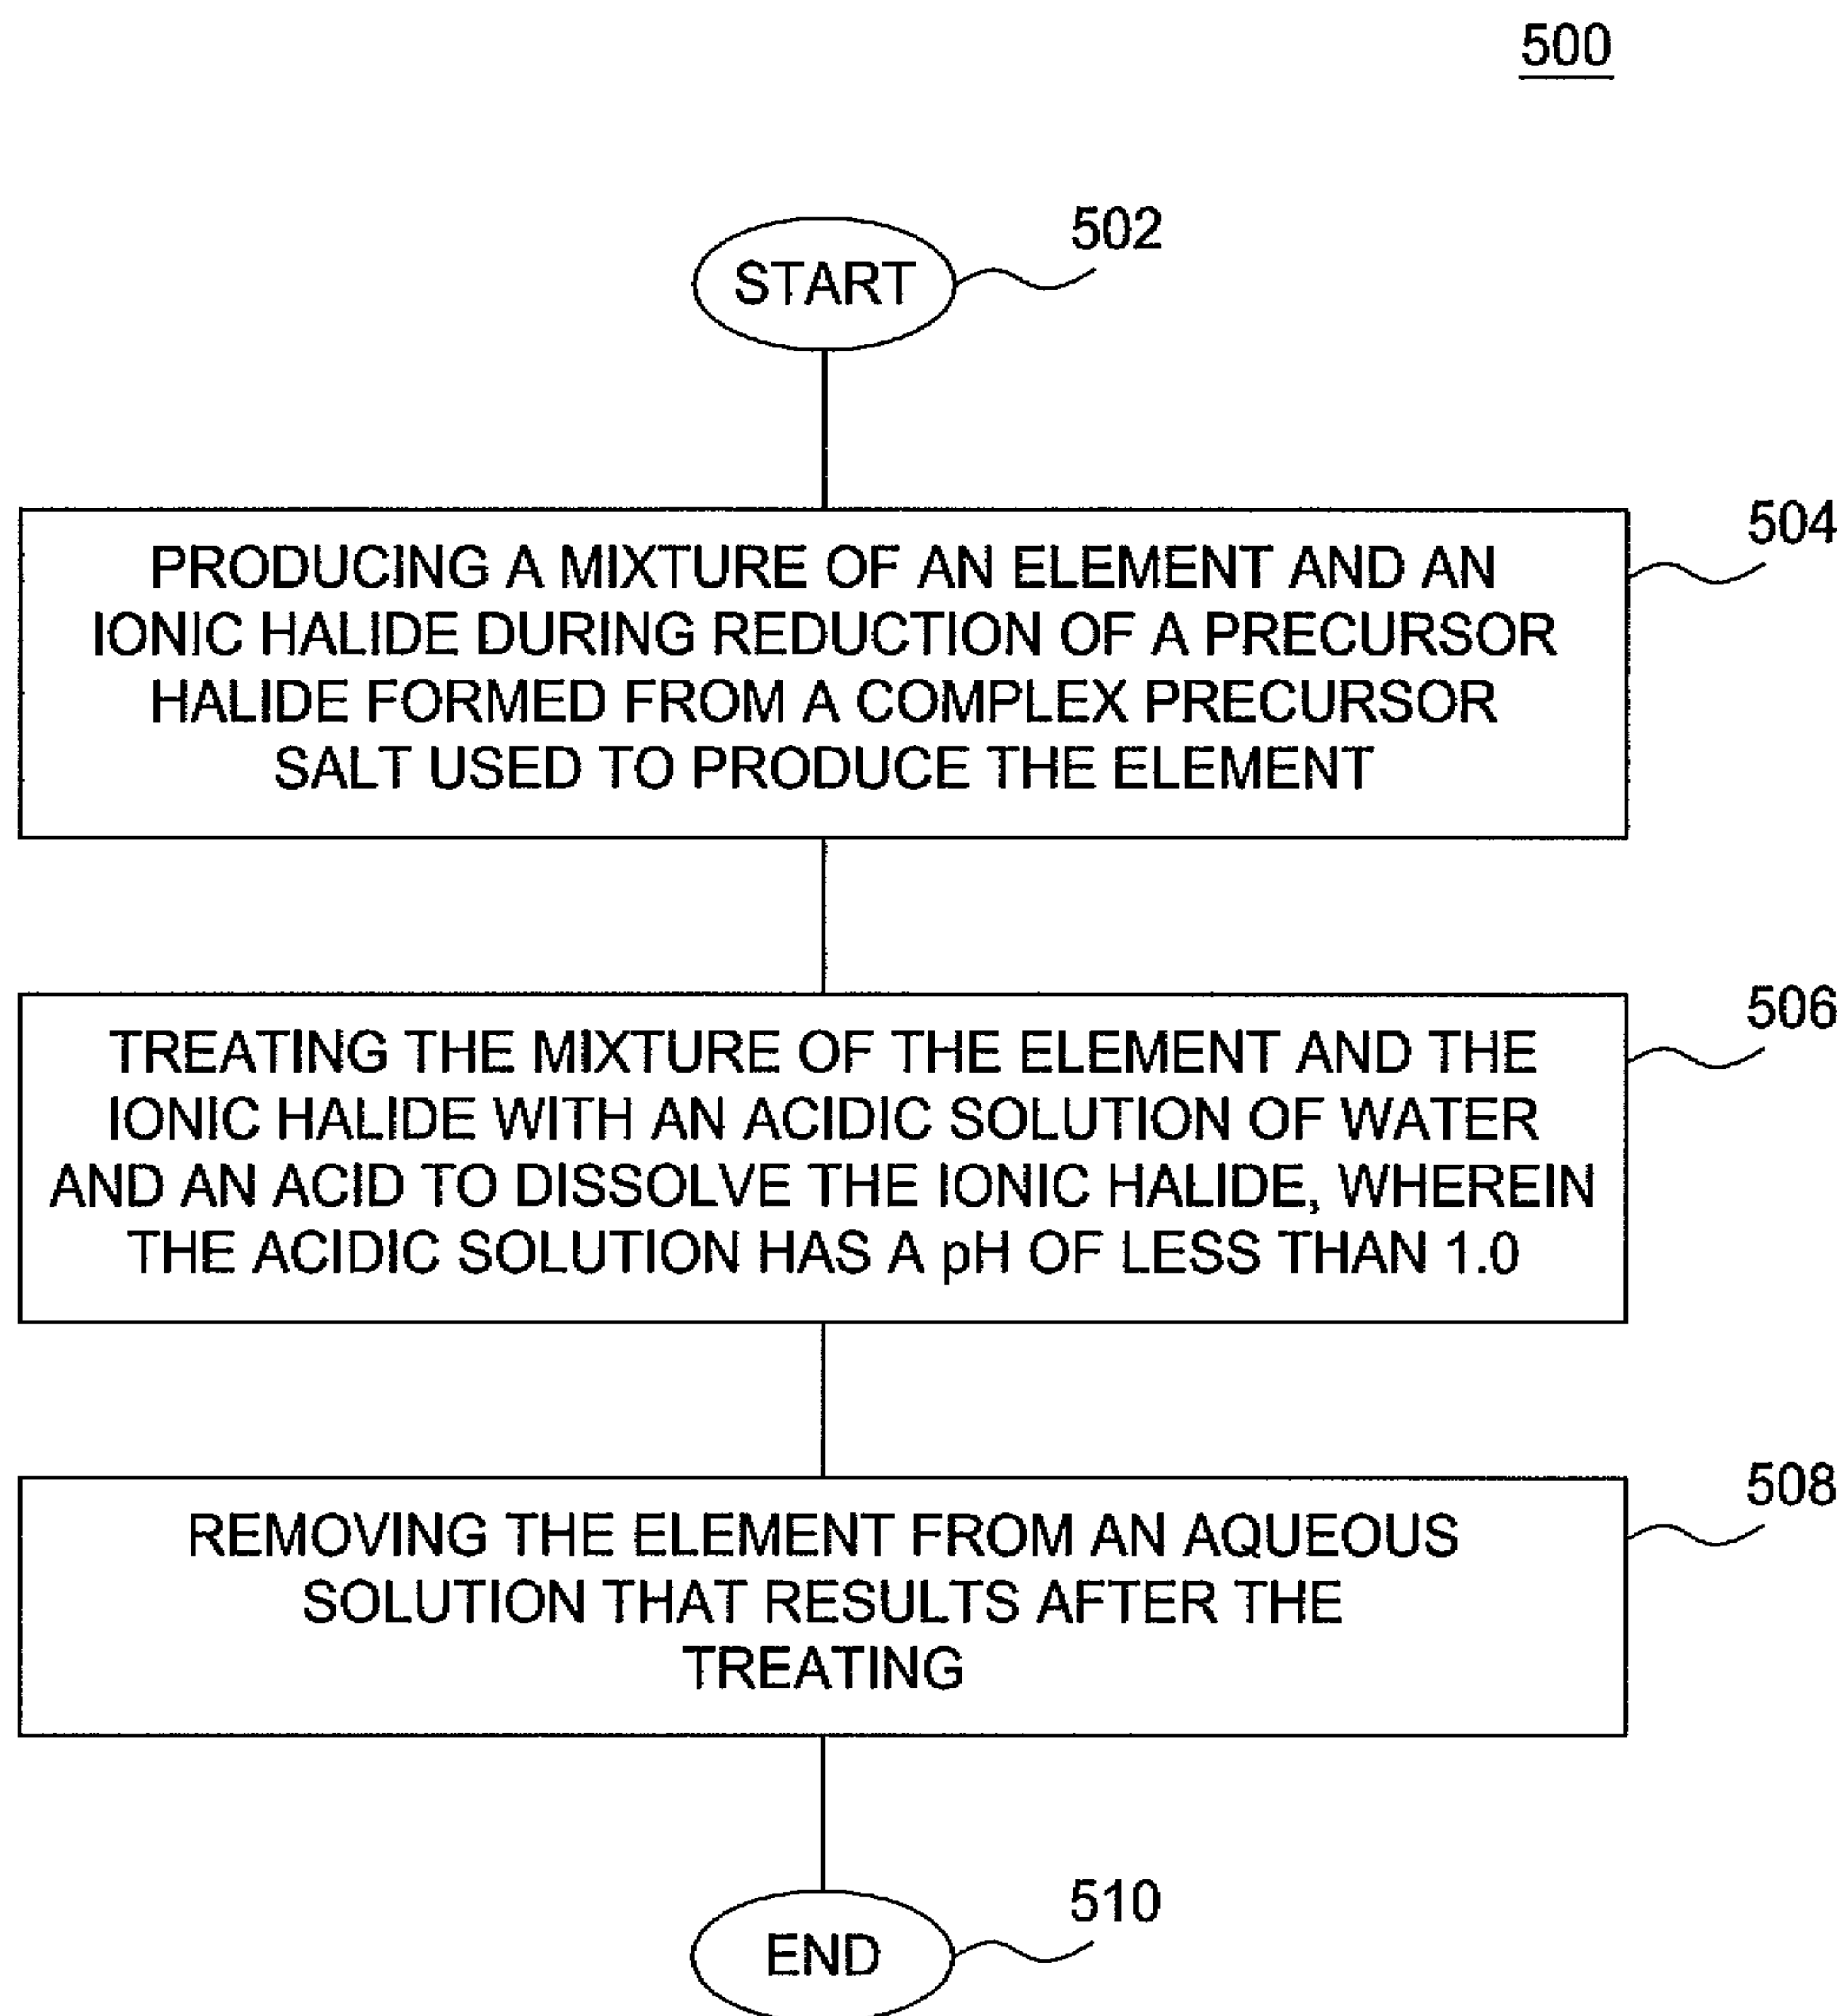 500
START
502
PRODUCING A MIXTURE OF AN ELEMENT AND AN
IONIC HALIDE DURING REDUCTION OF A PRECURSOR
HALIDE FORMED FROM A COMPLEX PRECURSOR
SALT USED TO PRODUCE THE ELEMENT
504
TREATING THE MIXTURE OF THE ELEMENT AND THE
IONIC HALIDE WITH AN ACIDIC SOLUTION OF WATER
AND AN ACID TO DISSOLVE THE IONIC HALIDE, WHEREIN
THE ACIDIC SOLUTION HAS A pH OF LESS THAN 1.0
506
REMOVING THE ELEMENT FROM AN AQUEOUS
SOLUTION THAT RESULTS AFTER THE
TREATING
508
END
510